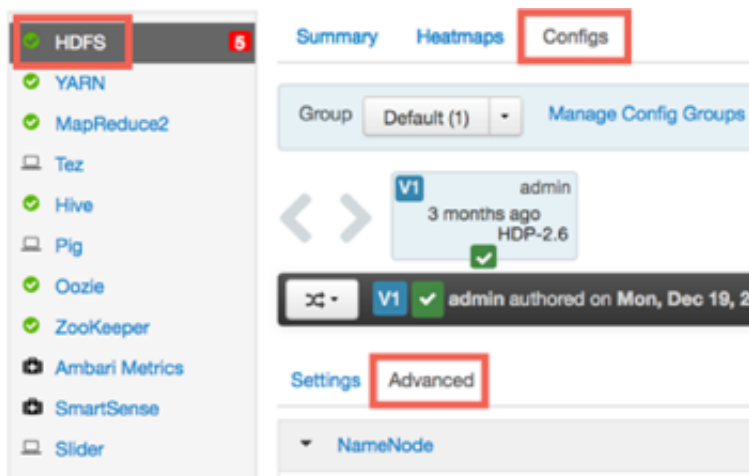 HDFS 5
YARN
MapReduce2
Tez
Hive
Pig
Oozie
ZooKeeper
Ambari Metrics
SmartSense
Slider
Summary Heatmaps Configs
Group Default (1) Manage Config Groups
V1 admin
3 months ago
HDP-2.6
V1 admin authored on Mon, Dec 19, 2
Settings Advanced
NameNode